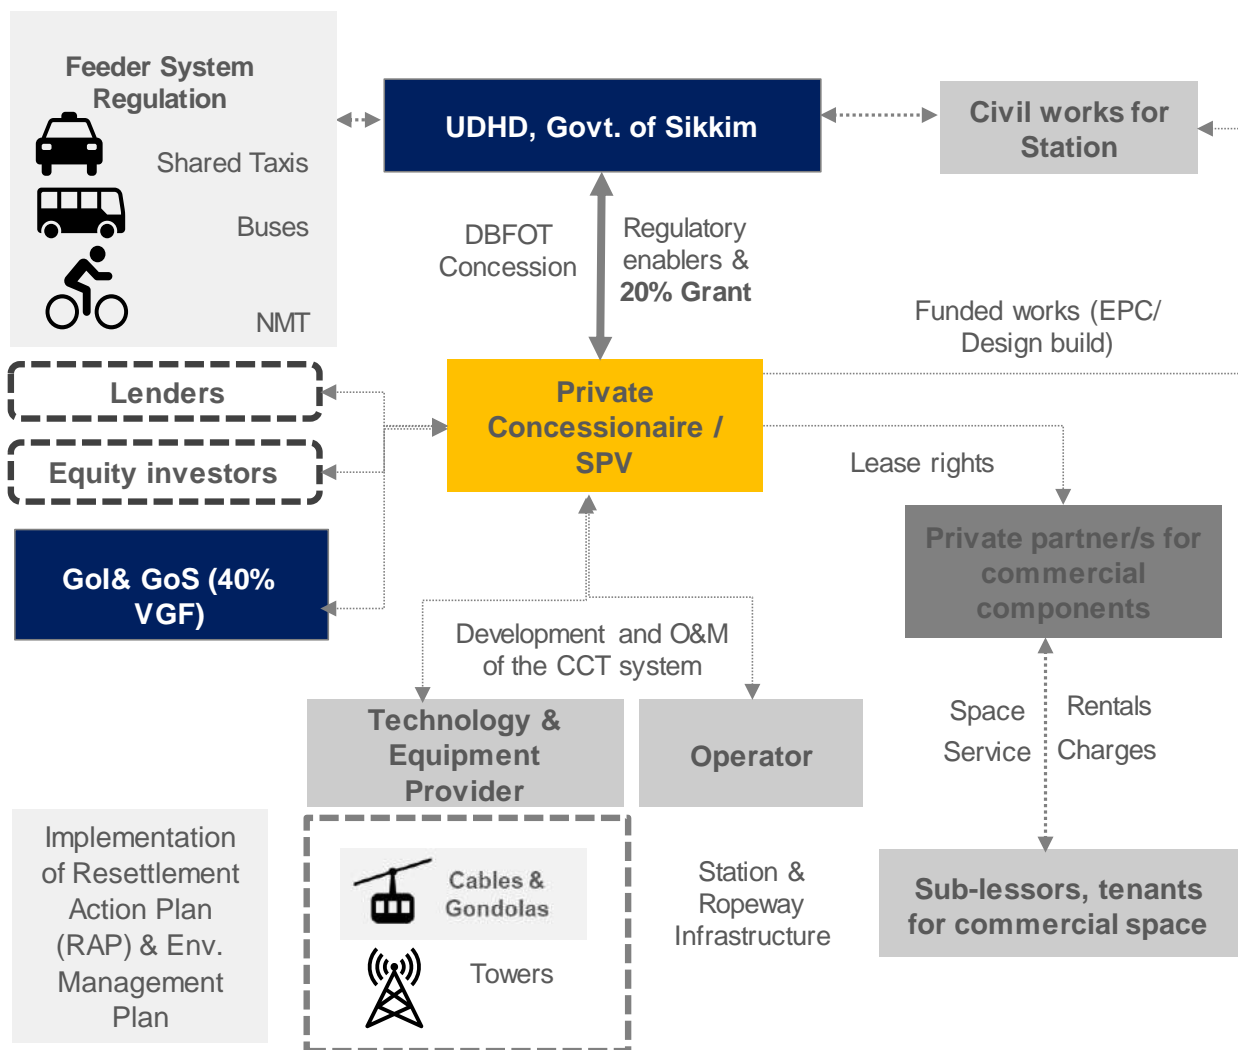 Feeder System
Regulation
Shared Taxis
Buses
NMT
UDHD, Govt. of Sikkim
Civil works for
Station
DBFOT
Concession
Regulatory
enablers &
20% Grant
Funded works (EPC/
Design build)
Lenders
Equity investors
GoI& GoS (40%
VGF)
Private
Concessionaire /
SPV
Lease rights
Private partner/s for
commercial
components
Development and O&M
of the CCT system
Technology &
Equipment
Provider
Operator
Space
Service
Rentals
Charges
Implementation
of Resettlement
Action Plan
(RAP) & Env.
Management
Plan
Cables &
Gondolas
Towers
Station &
Ropeway
Infrastructure
Sub-lessors, tenants
for commercial space